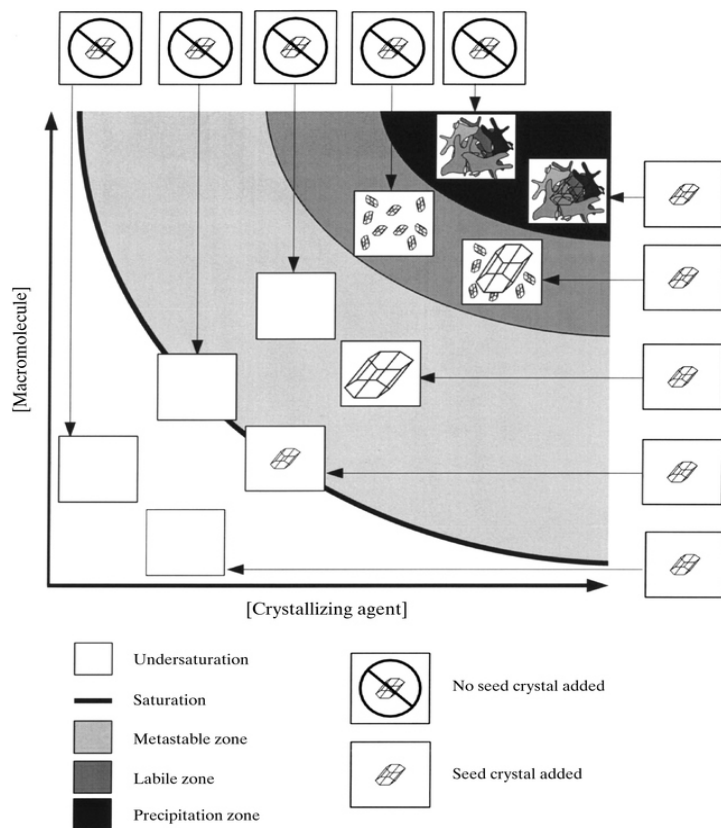 [Macromolecule]
[Crystallizing agent]
Undersaturation
Saturation
Metastable zone
Labile zone
Precipitation zone
No seed crystal added
Seed crystal added